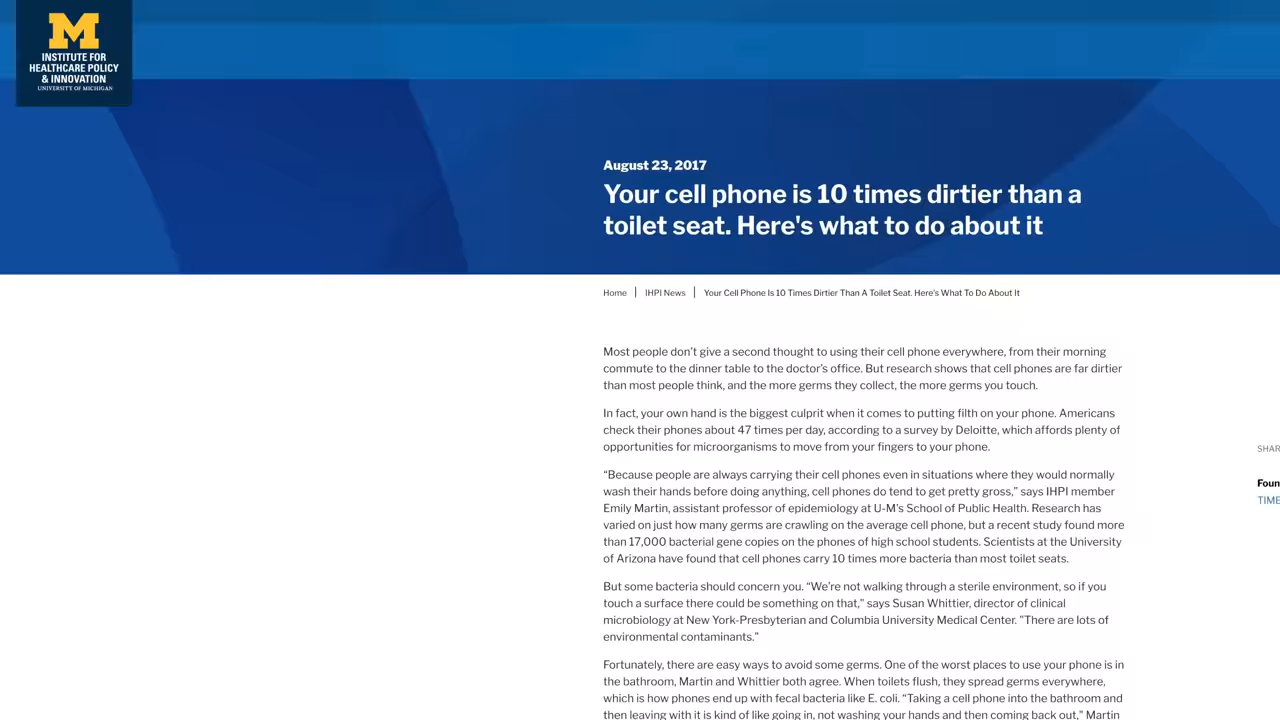 M
INSTITUTE FOR
HEALTHCARE POLICY
& INNOVATION
UNIVERSITY OF MICHIGAN
August 23, 2017
Your cell phone is 10 times dirtier than a
toilet seat. Here's what to do about it
Home | IHPI News | Your Cell Phone Is 10 Times Dirtier Than A Toilet Seat. Here's What To Do About It
Most people don't give a second thought to using their cell phone everywhere, from their morning
commute to the dinner table to the doctor's office. But research shows that cell phones are far dirtier
than most people think, and the more germs they collect, the more germs you touch.
In fact, your own hand is the biggest culprit when it comes to putting filth on your phone. Americans
check their phones about 47 times per day, according to a survey by Deloitte, which affords plenty of
opportunities for microorganisms to move from your fingers to your phone.
“Because people are always carrying their cell phones even in situations where they would normally
wash their hands before doing anything, cell phones do tend to get pretty gross,” says IHPI member
Emily Martin, assistant professor of epidemiology at U-M's School of Public Health. Research has
varied on just how many germs are crawling on the average cell phone, but a recent study found more
than 17,000 bacterial gene copies on the phones of high school students. Scientists at the University
of Arizona have found that cell phones carry 10 times more bacteria than most toilet seats.
But some bacteria should concern you. “We're not walking through a sterile environment, so if you
touch a surface there could be something on that,” says Susan Whittier, director of clinical
microbiology at New York-Presbyterian and Columbia University Medical Center. "There are lots of
environmental contaminants.”
Fortunately, there are easy ways to avoid some germs. One of the worst places to use your phone is in
the bathroom, Martin and Whittier both agree. When toilets flush, they spread germs everywhere,
which is how phones end up with fecal bacteria like E. coli. “Taking a cell phone into the bathroom and
then leaving with it is kind of like going in, not washing your hands and then coming back out,” Martin
SHAR
Foun
TIME